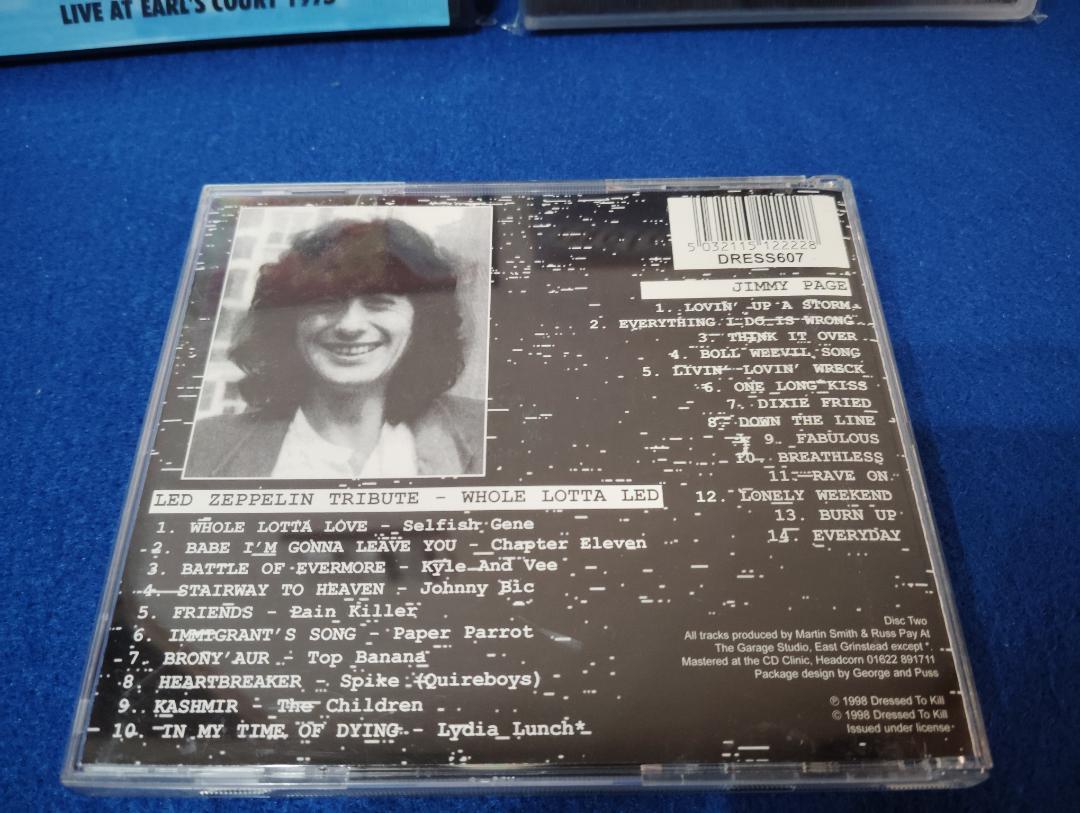 LIVE AT EARL'S COURT 1975
5 032115 122228
DRESS607
JIMMY PAGE
1. LOVIN' UP A STORM
2. EVERYTHING I DO IS WRONG
3. THINK IT OVER
4. BOLL WEEVIL SONG
5. LIVIN' LOVIN' WRECK
6. ONE LONG KISS
7. DIXIE FRIED
8. DOWN THE LINE
9. FABULOUS
10. BREATHLESS
11. RAVE ON
12. LONELY WEEKEND
13. BURN UP
14. EVERYDAY
LED ZEPPELIN TRIBUTE - WHOLE LOTTA LED
1. WHOLE LOTTA LOVE - Selfish Gene
2. BABE I'M GONNA LEAVE YOU - Chapter Eleven
3. BATTLE OF EVERMORE - Kyle And Vee
4. STAIRWAY TO HEAVEN - Johnny Bic
5. FRIENDS - Pain Killer
6. IMMIGRANT'S SONG - Paper Parrot
7. BRONY'AUR - Top Banana
8. HEARTBREAKER - Spike (Quireboys)
9. KASHMIR - The Children
10. IN MY TIME OF DYING - Lydia Lunch*
Disc Two
All tracks produced by Martin Smith & Russ Pay At
The Garage Studio, East Grinstead except *.
Mastered at the CD Clinic, Headcorn 01622 891711
Package design by George and Puss
℗ 1998 Dressed To Kill
© 1998 Dressed To Kill
Issued under license